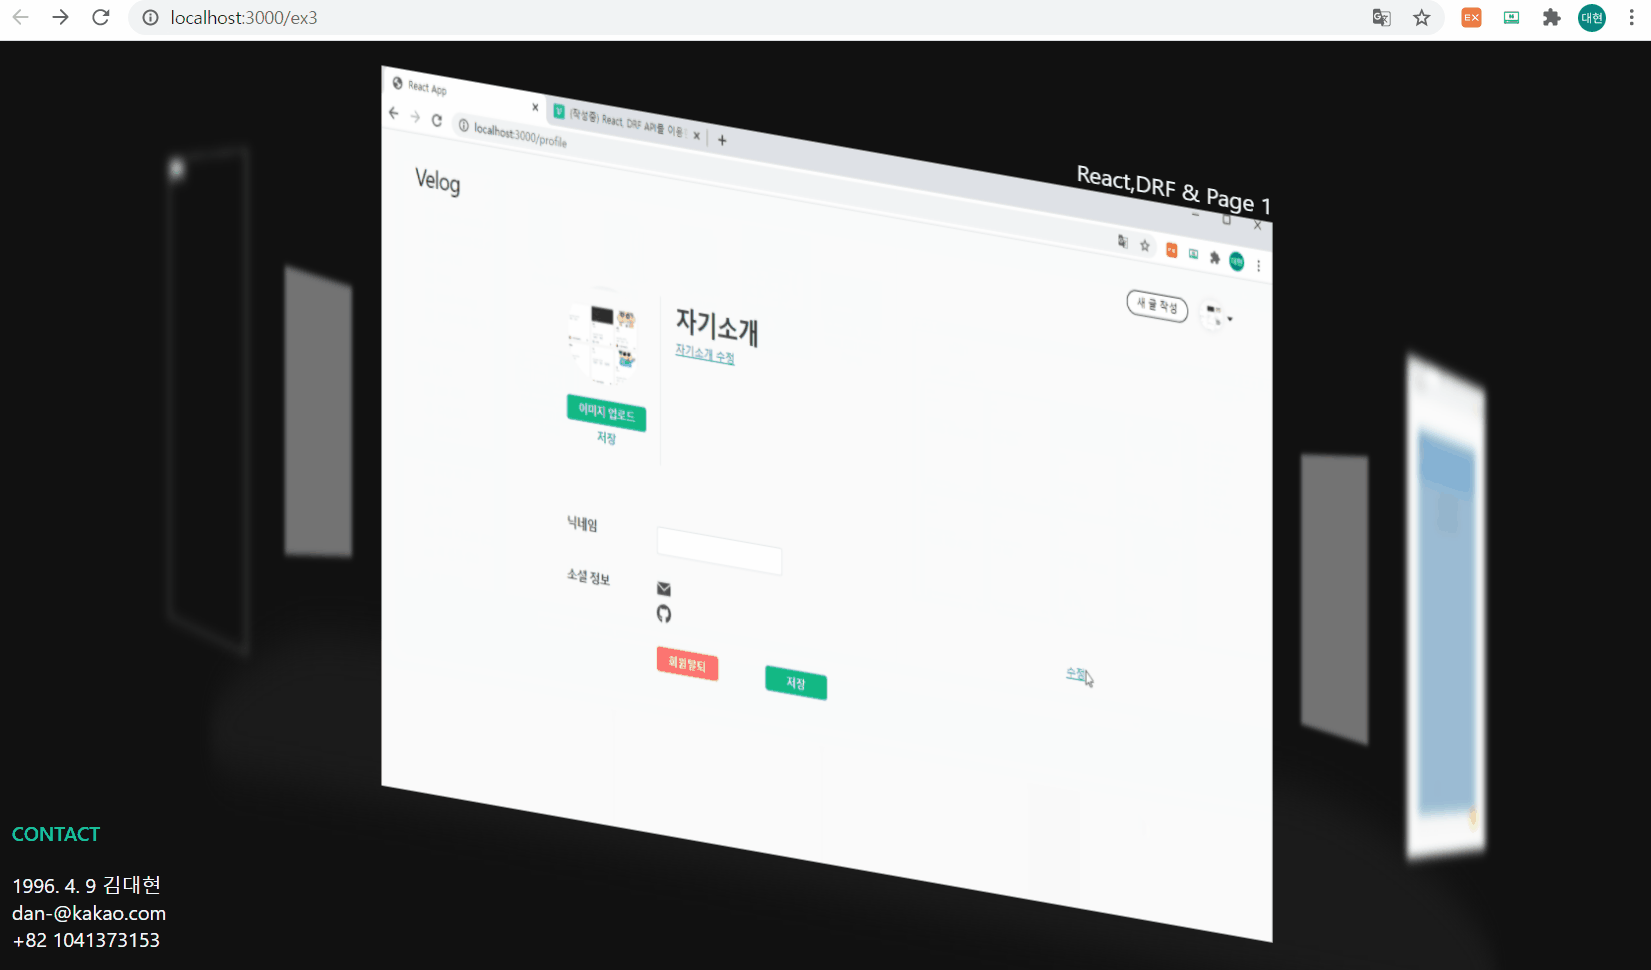 localhost:3000/ex3
EX
대현
React App
(작성중) React, DRF API를 이용
localhost:3000/profile
React,DRF & Page 1
Velog
대현
새 글 작성
자기소개
자기소개 수정
이미지 업로드
저장
닉네임
소셜 정보
회원탈퇴
저장
수정
CONTACT
1996. 4. 9 김대현
dan-@kakao.com
+82 1041373153